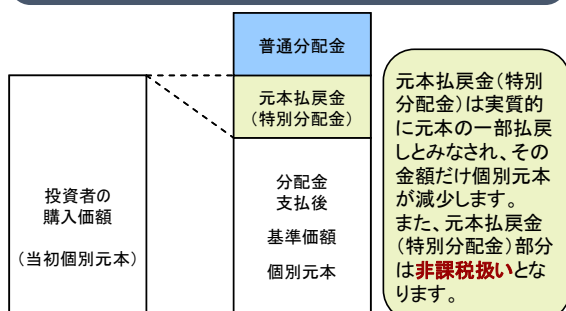 普通分配金
元本払戻金
(特別分配金)
投資者の
購入価額
(当初個別元本)
分配金
支払後
基準価額
個別元本
元本払戻金(特別
分配金)は実質的
に元本の一部払戻
しとみなされ、その
金額だけ個別元本
が減少します。
また、元本払戻金
(特別分配金)部分
は非課税扱いとな
ります。